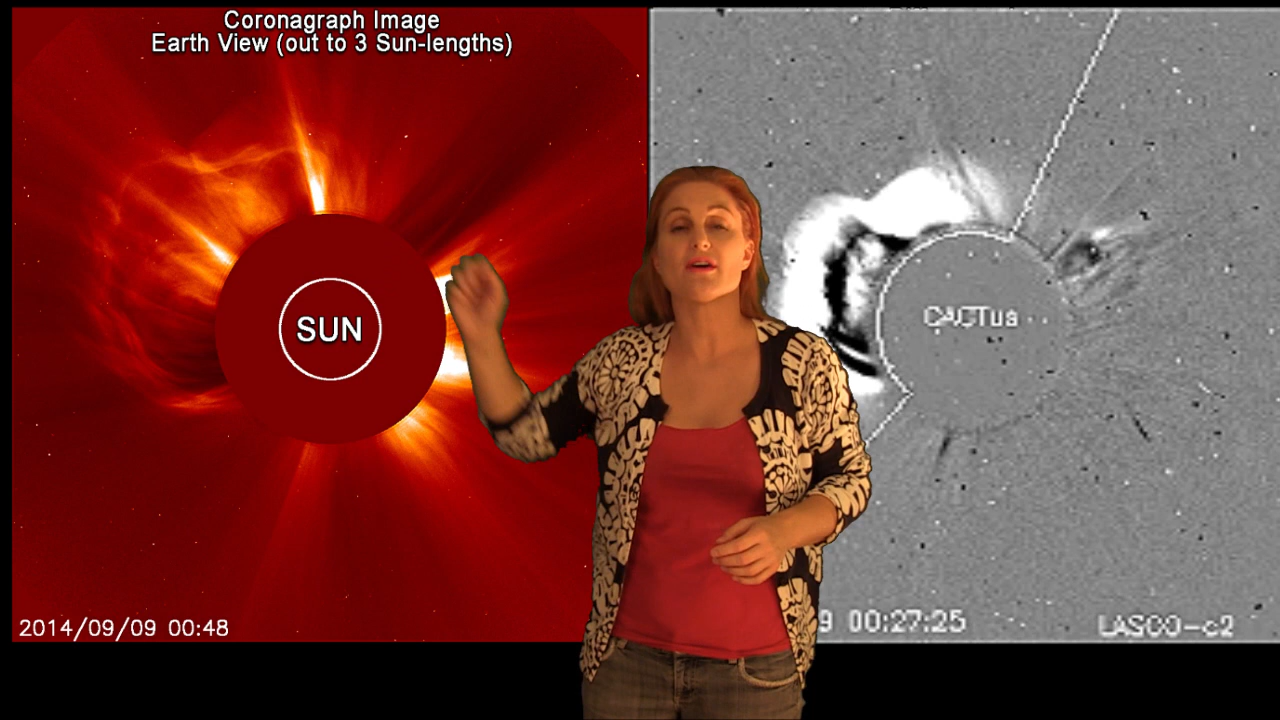 Coronagraph Image
Earth View (out to 3 Sun-lengths)
SUN
CACTus
2014/09/09 00:48
9 00:27:25
LASCO-c2